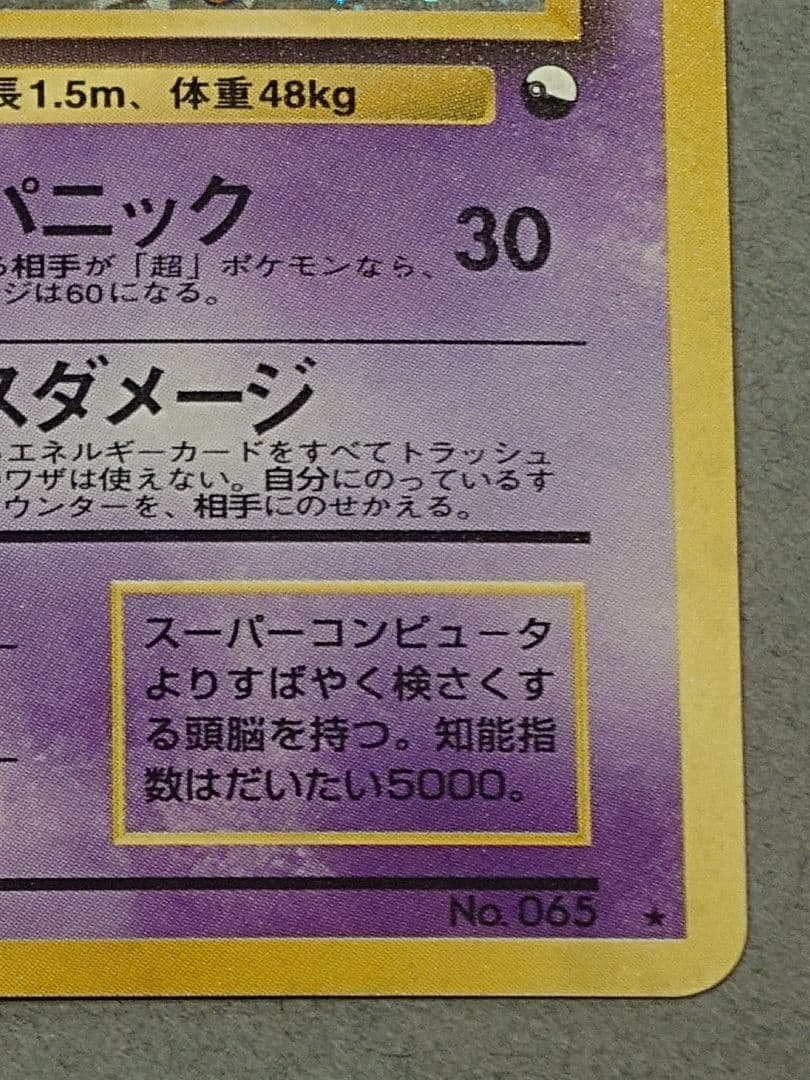 長1.5m、体重48kg
パニック
30
る相手が「超」ポケモンなら、
ージは60になる。
スダメージ
エネルギーカードをすべてトラッシュ
ワザは使えない。自分にのっているす
ウンターを、相手にのせかえる。
スーパーコンピュータ
よりすばやく検さくす
る頭脳を持つ。知能指
数はだいたい5000。
No. 065 ★